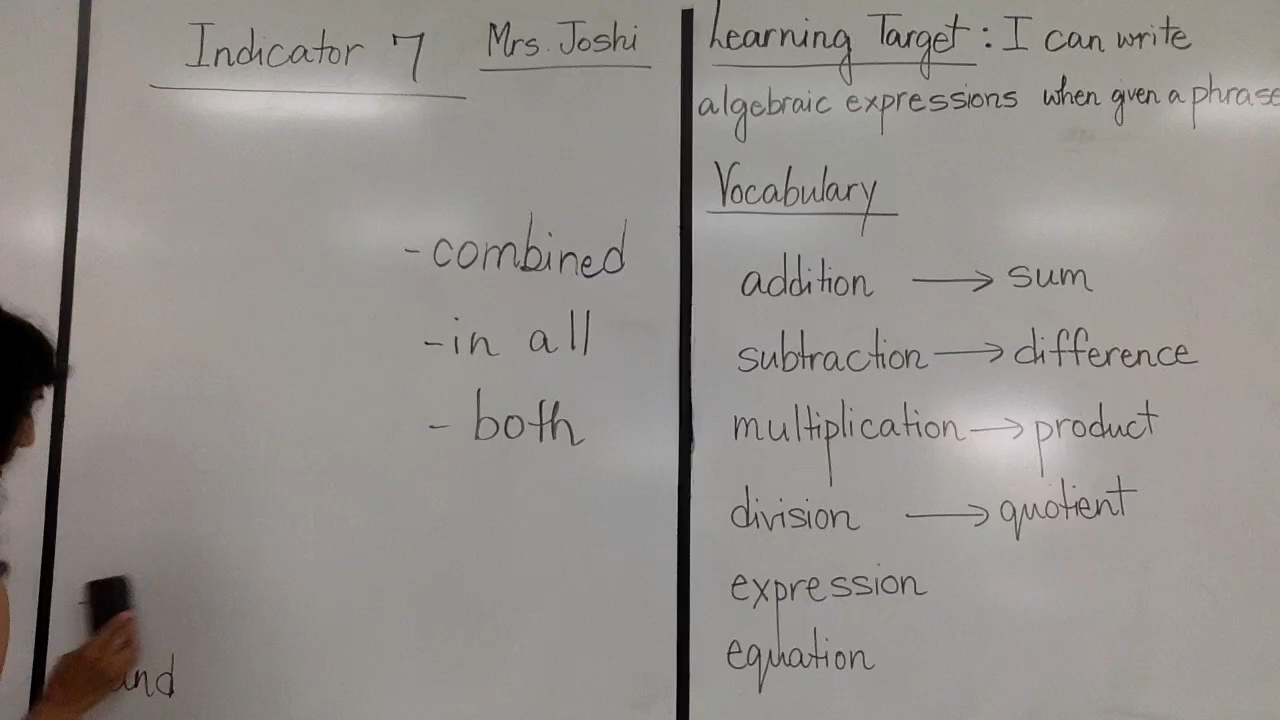 Indicator 7 Mrs. Joshi
- combined
- in all
- both
Learning Target: I can write
algebraic expressions when given a phrase
Vocabulary
addition → sum
subtraction → difference
multiplication → product
division → quotient
expression
equation